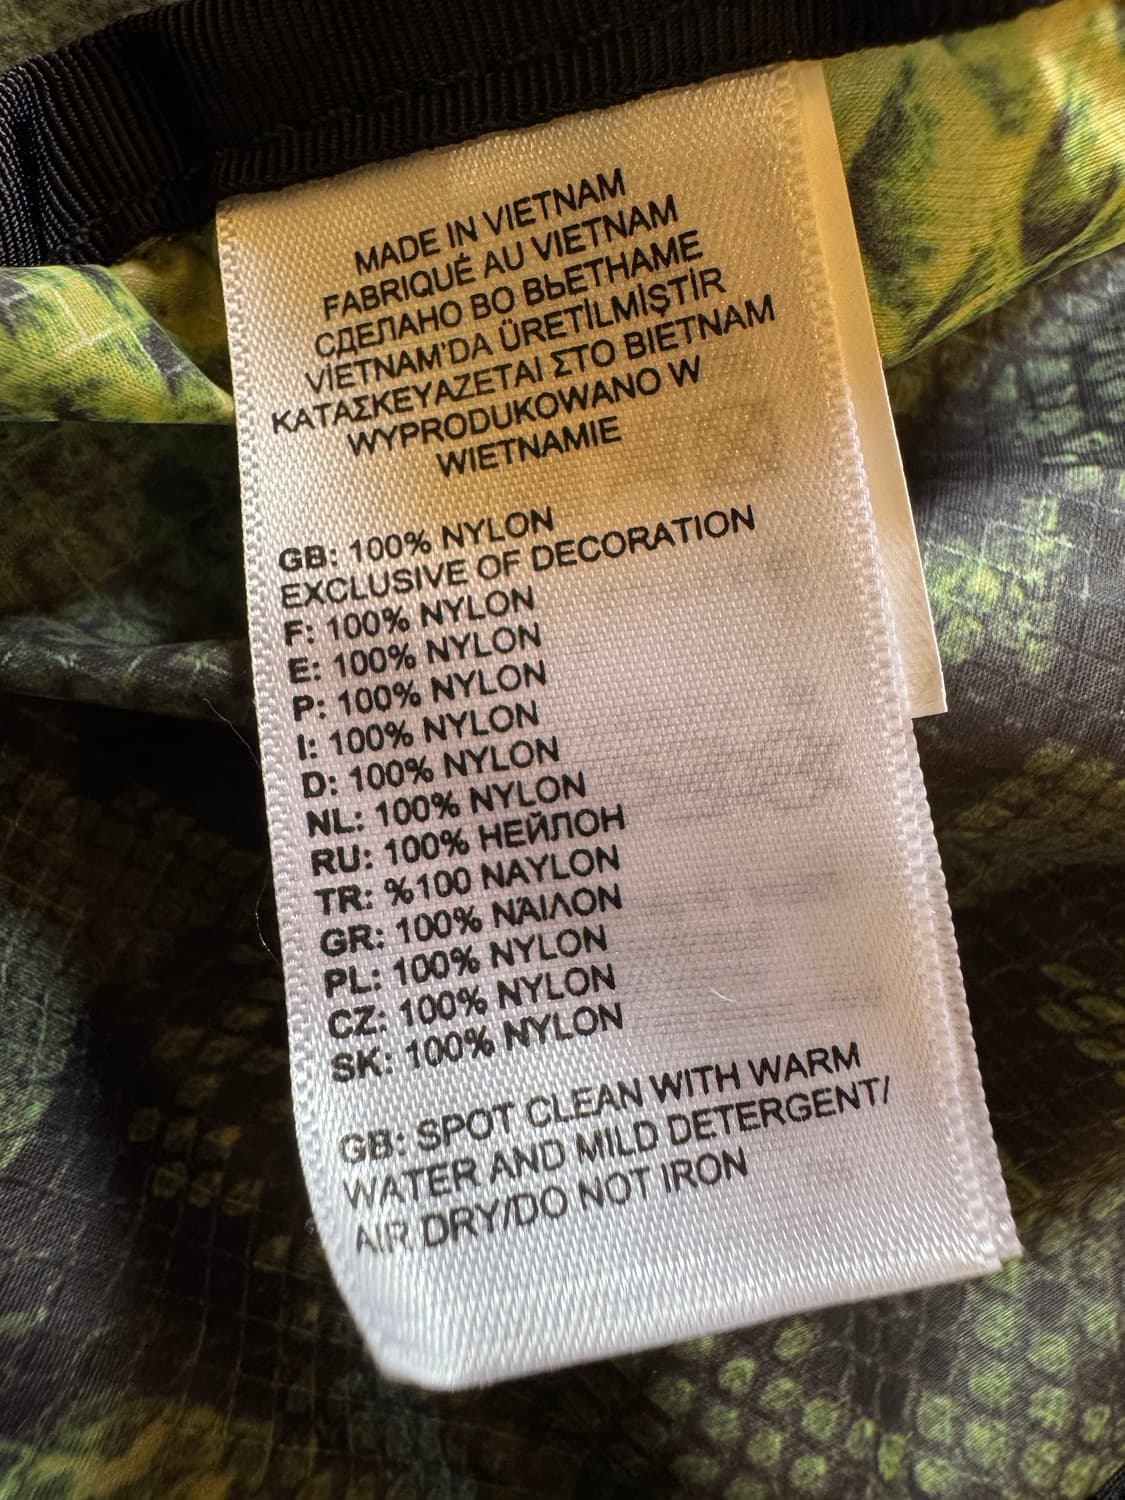 MADE IN VIETNAM
FABRIQUÉ AU VIETNAM
СДЕЛАНО ВО ВЬЕТНАМЕ
VİETNAM'DA ÜRETİLMİŞTİR
ΚΑΤΑΣΚΕΥΑΖΕΤΑΙ ΣΤΟ ΒΙΕΤΝΑΜ
WYPRODUKOWANO W
WIETNAMIE
GB: 100% NYLON
EXCLUSIVE OF DECORATION
F: 100% NYLON
E: 100% NYLON
P: 100% NYLON
I: 100% NYLON
D: 100% NYLON
NL: 100% NYLON
RU: 100% НЕЙЛОН
TR: %100 NAYLON
GR: 100% ΝΆΙΛΟΝ
PL: 100% NYLON
CZ: 100% NYLON
SK: 100% NYLON
GB: SPOT CLEAN WITH WARM
WATER AND MILD DETERGENT/
AIR DRY/DO NOT IRON